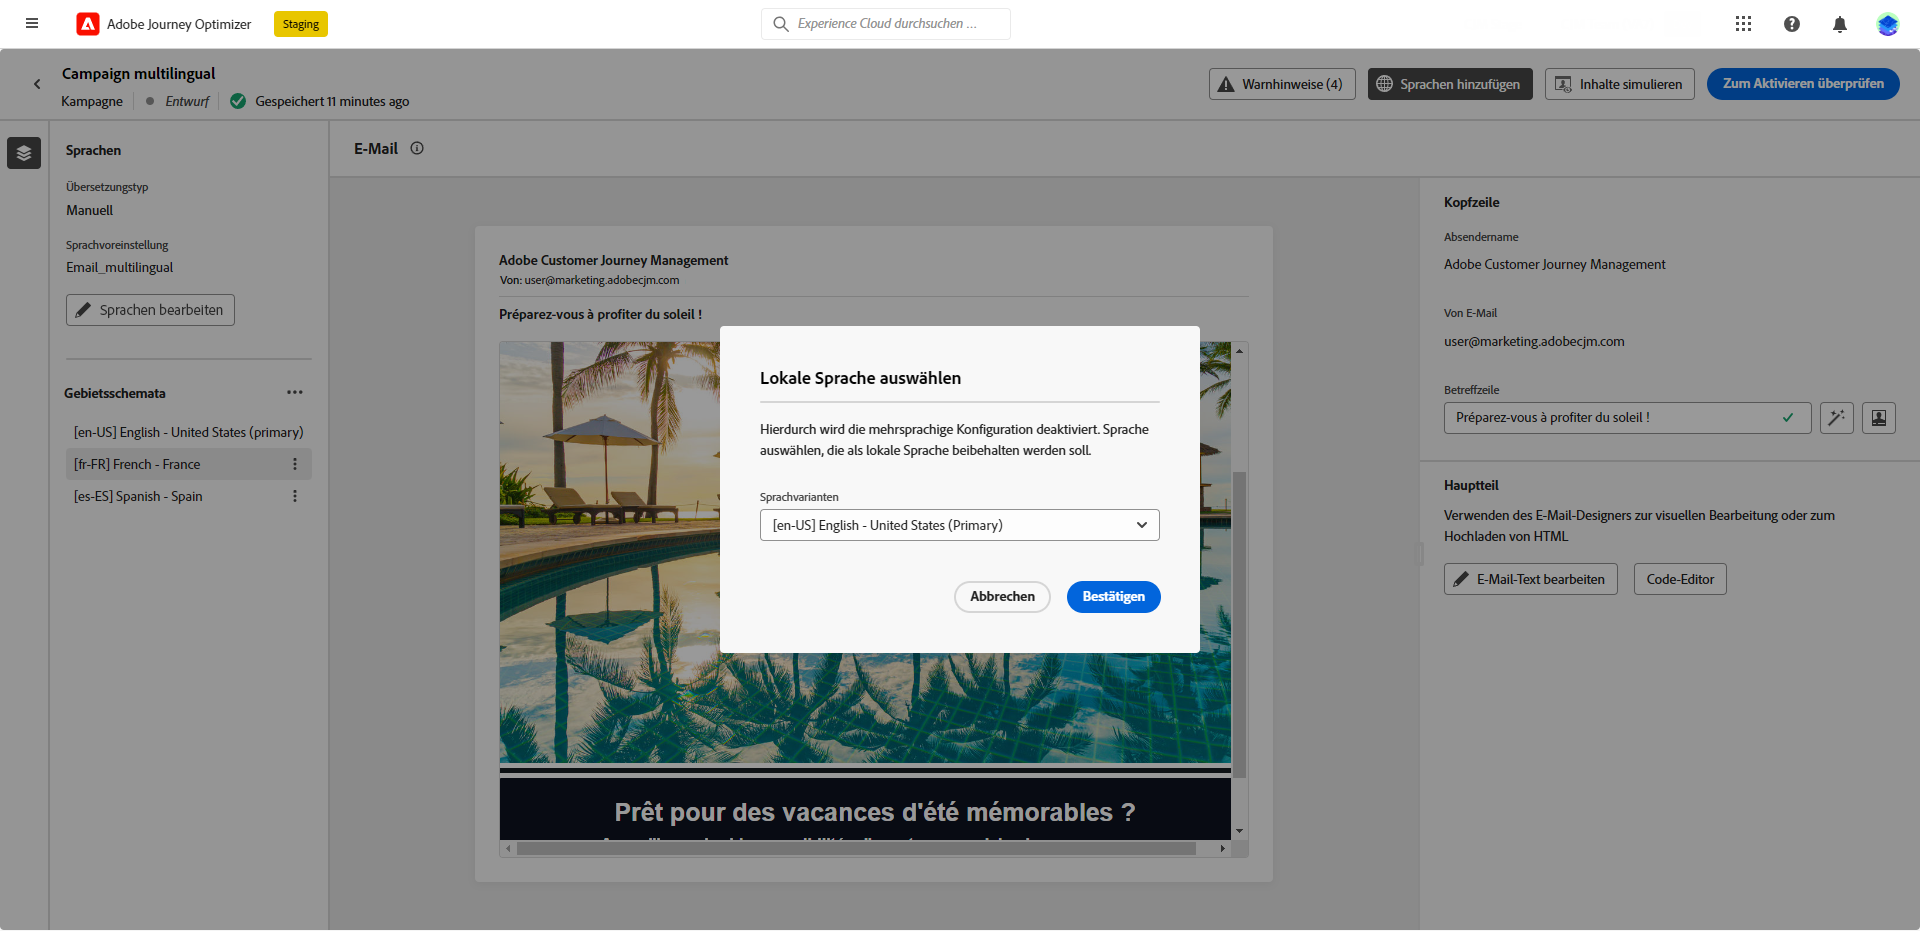 Adobe Journey Optimizer
Staging
Experience Cloud durchsuchen ...
Campaign multilingual
Kampagne
Entwurf
Gespeichert 11 minutes ago
Warnhinweise (4)
Sprachen hinzufügen
Inhalte simulieren
Zum Aktivieren überprüfen
Sprachen
Übersetzungstyp
Manuell
Sprachvoreinstellung
Email_multilingual
Sprachen bearbeiten
Gebietsschemata
[en-US] English - United States (primary)
[fr-FR] French - France
[es-ES] Spanish - Spain
E-Mail
Adobe Customer Journey Management
Von: user@marketing.adobecjm.com
Préparez-vous à profiter du soleil !
Prêt pour des vacances d'été mémorables ?
Lokale Sprache auswählen
Hierdurch wird die mehrsprachige Konfiguration deaktiviert. Sprache
auswählen, die als lokale Sprache beibehalten werden soll.
Sprachvarianten
[en-US] English - United States (Primary)
Abbrechen
Bestätigen
Kopfzeile
Absendername
Adobe Customer Journey Management
Von E-Mail
user@marketing.adobecjm.com
Betreffzeile
Préparez-vous à profiter du soleil !
Hauptteil
Verwenden des E-Mail-Designers zur visuellen Bearbeitung oder zum
Hochladen von HTML
E-Mail-Text bearbeiten
Code-Editor